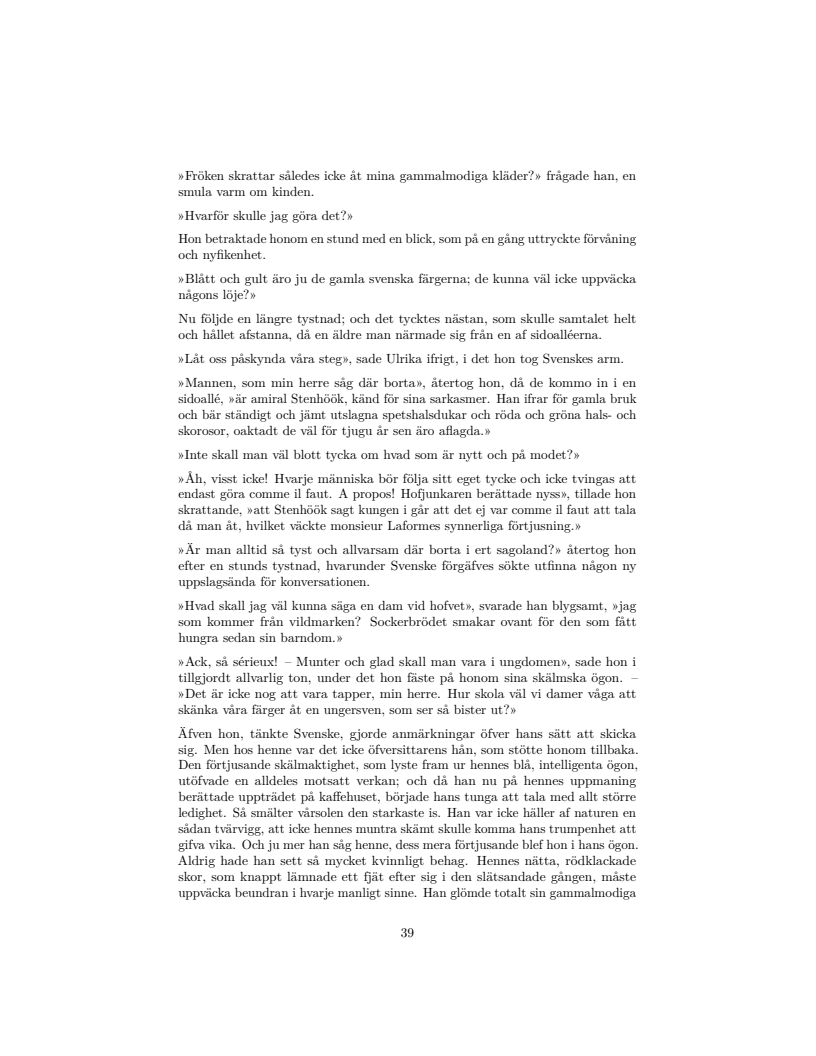 »Fröken skrattar således icke åt mina gammalmodiga kläder?» frågade han, en
smula varm om kinden.
»Hvarför skulle jag göra det?»
Hon betraktade honom en stund med en blick, som på en gång uttryckte förvåning
och nyfikenhet.
»Blått och gult äro ju de gamla svenska färgerna; de kunna väl icke uppväcka
någons löje?»
Nu följde en längre tystnad; och det tycktes nästan, som skulle samtalet helt
och hållet afstanna, då en äldre man närmade sig från en af sidoalléerna.
»Låt oss påskynda våra steg», sade Ulrika ifrigt, i det hon tog Svenskes arm.
»Mannen, som min herre såg där borta», återtog hon, då de kommo in i en
sidoallé, »är amiral Stenhöök, känd för sina sarkasmer. Han ifrar för gamla bruk
och bär ständigt och jämt utslagna spetshalsdukar och röda och gröna hals- och
skorosor, oaktadt de väl för tjugu år sen äro aflagda.»
»Inte skall man väl blott tycka om hvad som är nytt och på modet?»
»Åh, visst icke! Hvarje människa bör följa sitt eget tycke och icke tvingas att
endast göra comme il faut. A propos! Hofjunkaren berättade nyss», tillade hon
skrattande, »att Stenhöök sagt kungen i går att det ej var comme il faut att tala
då man åt, hvilket väckte monsieur Laformes synnerliga förtjusning.»
»Är man alltid så tyst och allvarsam där borta i ert sagoland?» återtog hon
efter en stunds tystnad, hvarunder Svenske förgäfves sökte utfinna någon ny
uppslagsända för konversationen.
»Hvad skall jag väl kunna säga en dam vid hofvet», svarade han blygsamt, »jag
som kommer från vildmarken? Sockerbrödet smakar ovant för den som fått
hungra sedan sin barndom.»
»Ack, så sérieux! – Munter och glad skall man vara i ungdomen», sade hon i
tillgjordt allvarlig ton, under det hon fäste på honom sina skälmska ögon. –
»Det är icke nog att vara tapper, min herre. Hur skola väl vi damer våga att
skänka våra färger åt en ungersven, som ser så bister ut?»
Äfven hon, tänkte Svenske, gjorde anmärkningar öfver hans sätt att skicka
sig. Men hos henne var det icke öfversittarens hån, som stötte honom tillbaka.
Den förtjusande skälmaktighet, som lyste fram ur hennes blå, intelligenta ögon,
utöfvade en alldeles motsatt verkan; och då han nu på hennes uppmaning
berättade uppträdet på kaffehuset, började hans tunga att tala med allt större
ledighet. Så smälter vårsolen den starkaste is. Han var icke häller af naturen en
sådan tvärvigg, att icke hennes muntra skämt skulle komma hans trumpenhet att
gifva vika. Och ju mer han såg henne, dess mera förtjusande blef hon i hans ögon.
Aldrig hade han sett så mycket kvinnligt behag. Hennes nätta, rödklackade
skor, som knappt lämnade ett fjät efter sig i den slätsandade gången, måste
uppväcka beundran i hvarje manligt sinne. Han glömde totalt sin gammalmodiga
39